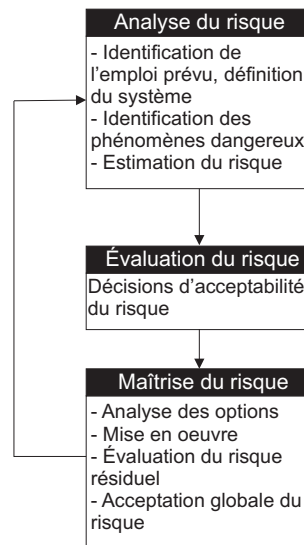 Analyse du risque
- Identification de
l'emploi prévu, définition
du système
- Identification des
phénomènes dangereux
- Estimation du risque
Évaluation du risque
Décisions d'acceptabilité
du risque
Maîtrise du risque
- Analyse des options
- Mise en oeuvre
- Évaluation du risque
résiduel
- Acceptation globale du
risque